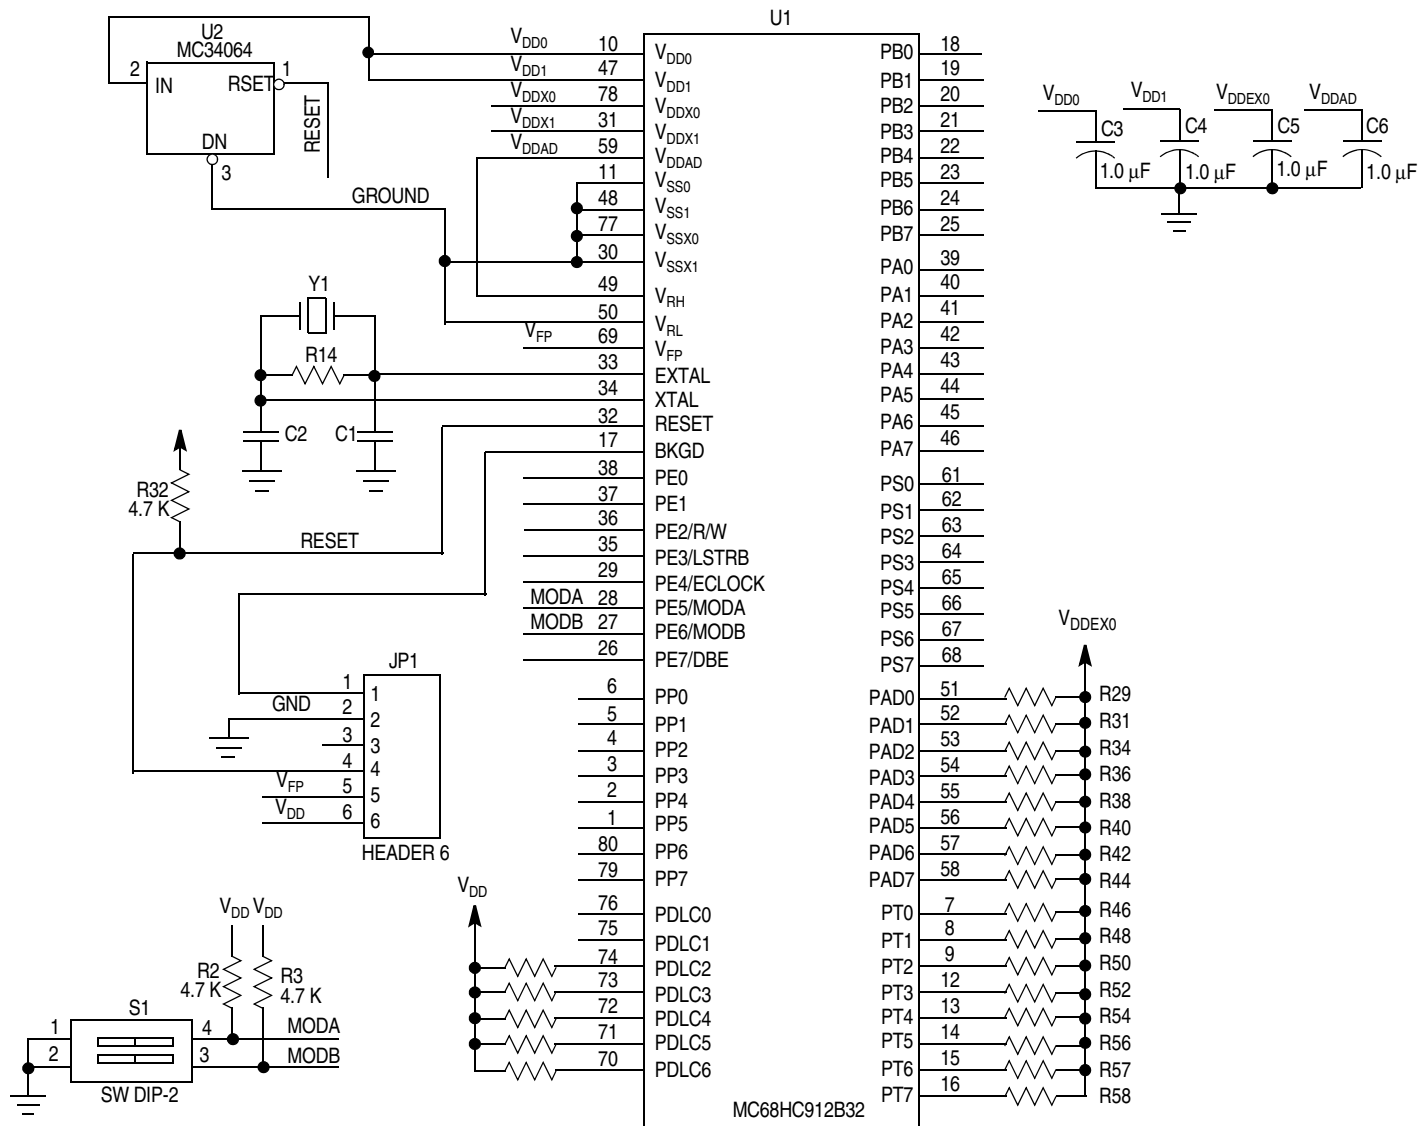 U1
U2
MC34064
2 IN RSET 1
DN
3
RESET
GROUND
VDD0 10 VDD0
VDD1 47 VDD1
VDDX0 78 VDDX0
VDDX1 31 VDDX1
VDDAD 59 VDDAD
11 VSS0
48 VSS1
77 VSSX0
30 VSSX1
49 VRH
50 VRL
VFP 69 VFP
33 EXTAL
34 XTAL
32 RESET
17 BKGD
38 PE0
37 PE1
36 PE2/R/W
35 PE3/LSTRB
29 PE4/ECLOCK
MODA 28 PE5/MODA
MODB 27 PE6/MODB
26 PE7/DBE
6 PP0
5 PP1
4 PP2
3 PP3
2 PP4
1 PP5
80 PP6
79 PP7
76 PDLC0
75 PDLC1
74 PDLC2
73 PDLC3
72 PDLC4
71 PDLC5
70 PDLC6
VDD
Y1
R14
C2 C1
R32
4.7 K
RESET
JP1
1 1
GND 2 2
3 3
4 4
VFP 5 5
VDD 6 6
HEADER 6
VDD VDD
R2
4.7 K
R3
4.7 K
S1
1 4 MODA
2 3 MODB
SW DIP-2
PB0 18
PB1 19
PB2 20
PB3 21
PB4 22
PB5 23
PB6 24
PB7 25
PA0 39
PA1 40
PA2 41
PA3 42
PA4 43
PA5 44
PA6 45
PA7 46
PS0 61
PS1 62
PS2 63
PS3 64
PS4 65
PS5 66
PS6 67
PS7 68
VDDEX0
PAD0 51 R29
PAD1 52 R31
PAD2 53 R34
PAD3 54 R36
PAD4 55 R38
PAD5 56 R40
PAD6 57 R42
PAD7 58 R44
PT0 7 R46
PT1 8 R48
PT2 9 R50
PT3 12 R52
PT4 13 R54
PT5 14 R56
PT6 15 R57
PT7 16 R58
MC68HC912B32
VDD0 VDD1 VDDEX0 VDDAD
C3 C4 C5 C6
1.0 µF 1.0 µF 1.0 µF 1.0 µF